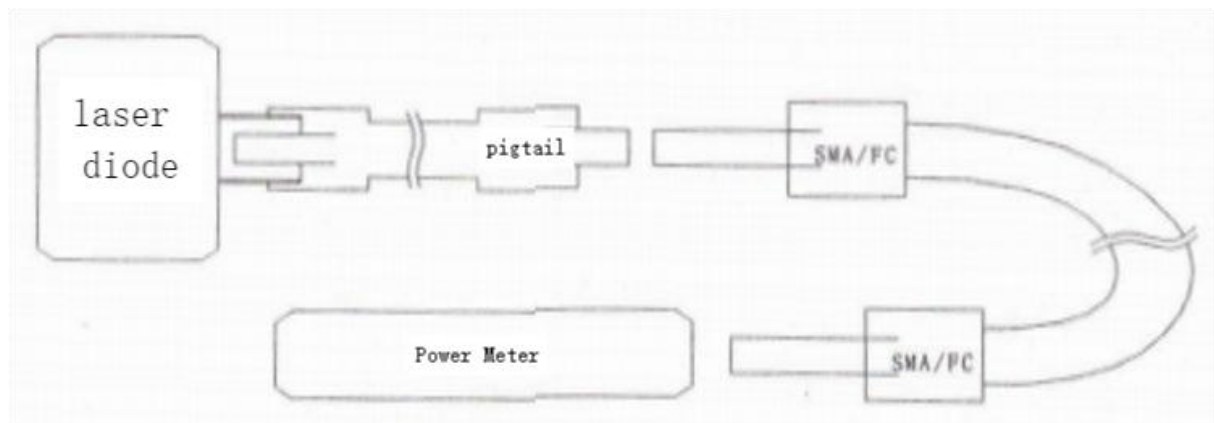 laser
diode
pigtail
SMA/FC
Power Meter
SMA/FC